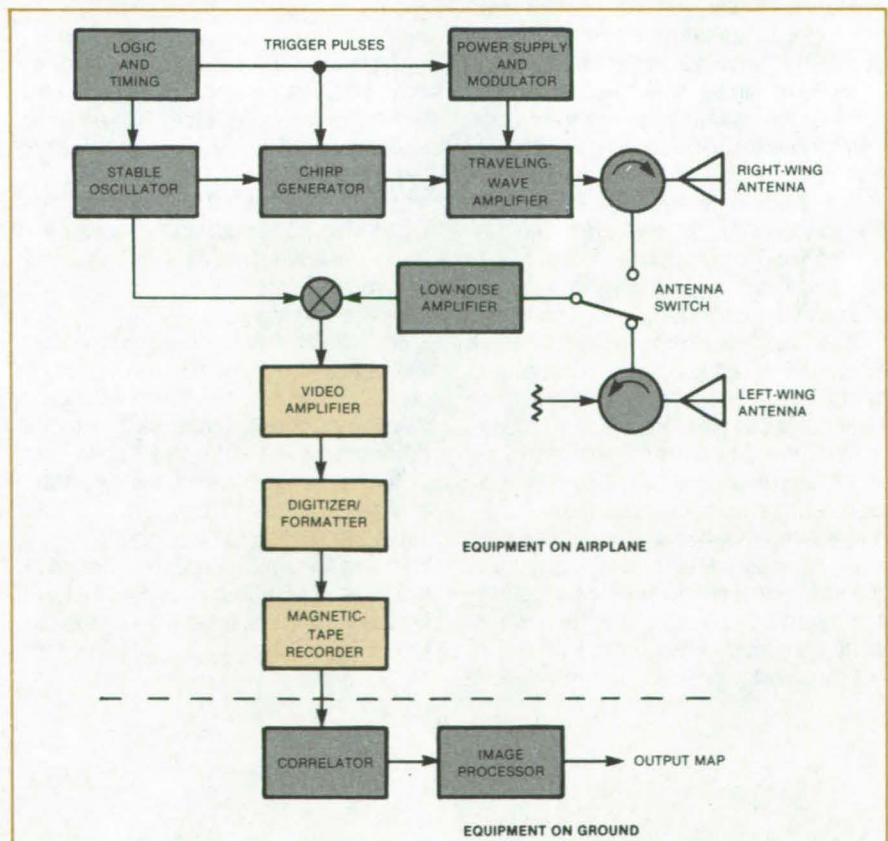 LOGIC
AND
TIMING
TRIGGER PULSES
POWER SUPPLY
AND
MODULATOR
STABLE
OSCILLATOR
CHIRP
GENERATOR
TRAVELING-
WAVE
AMPLIFIER
RIGHT-WING
ANTENNA
LOW-NOISE
AMPLIFIER
ANTENNA
SWITCH
VIDEO
AMPLIFIER
LEFT-WING
ANTENNA
DIGITIZER/
FORMATTER
EQUIPMENT ON AIRPLANE
MAGNETIC-
TAPE
RECORDER
CORRELATOR
IMAGE
PROCESSOR
OUTPUT MAP
EQUIPMENT ON GROUND